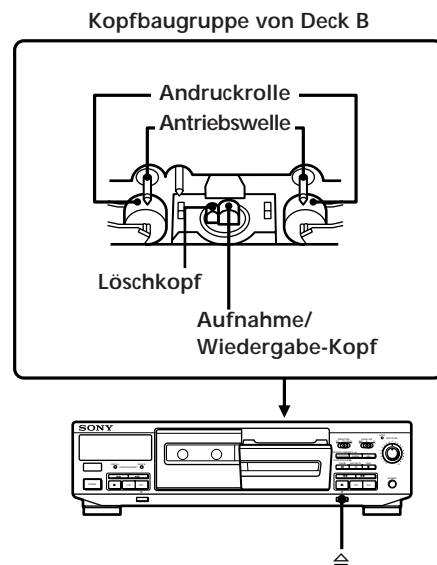 Kopfbaugruppe von Deck B
Andruckrolle
Antriebswelle
Löschkopf
Aufnahme/
Wiedergabe-Kopf
SONY